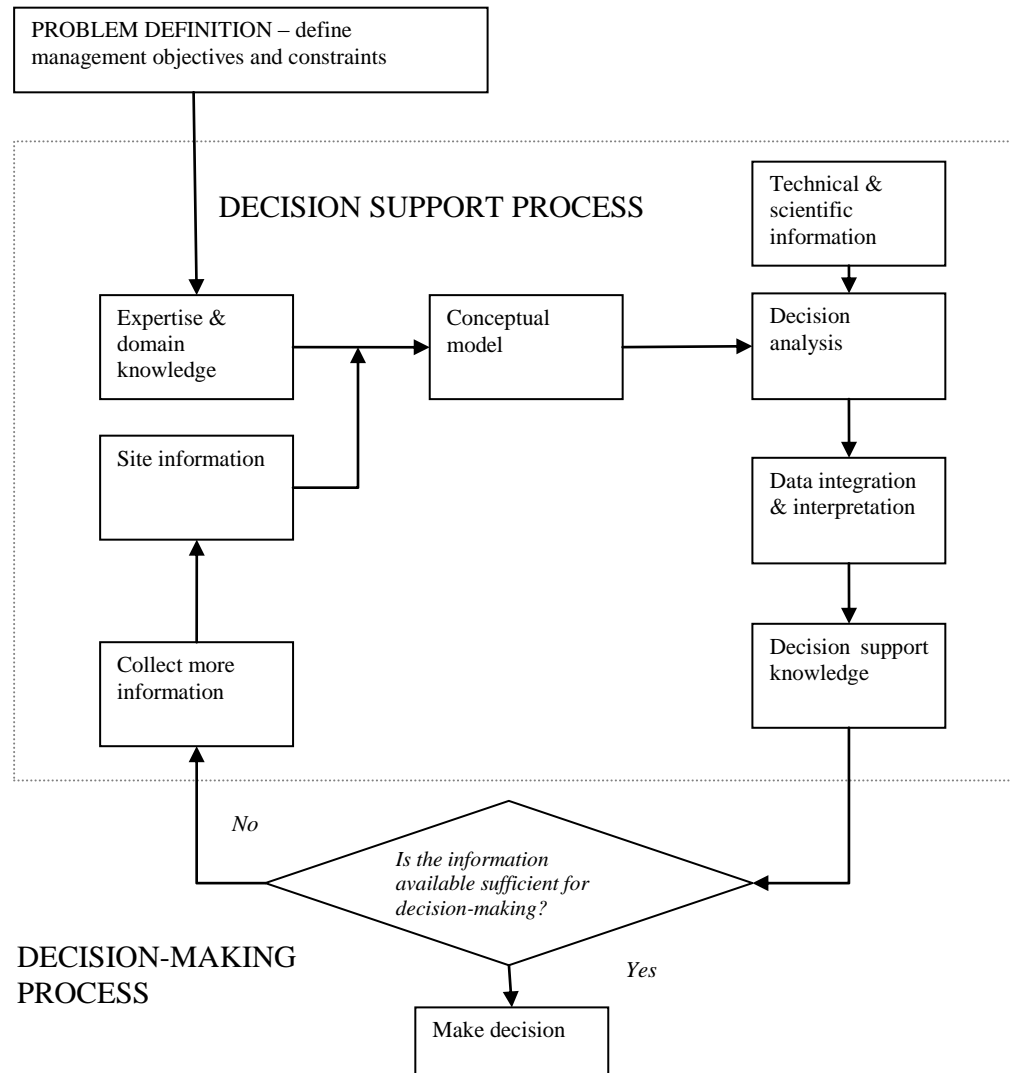 PROBLEM DEFINITION – define
management objectives and constraints
DECISION SUPPORT PROCESS
Technical &
scientific
information
Expertise &
domain
knowledge
Conceptual
model
Decision
analysis
Site information
Data integration
& interpretation
Collect more
information
Decision support
knowledge
No
Is the information
available sufficient for
decision-making?
DECISION-MAKING
PROCESS
Yes
Make decision